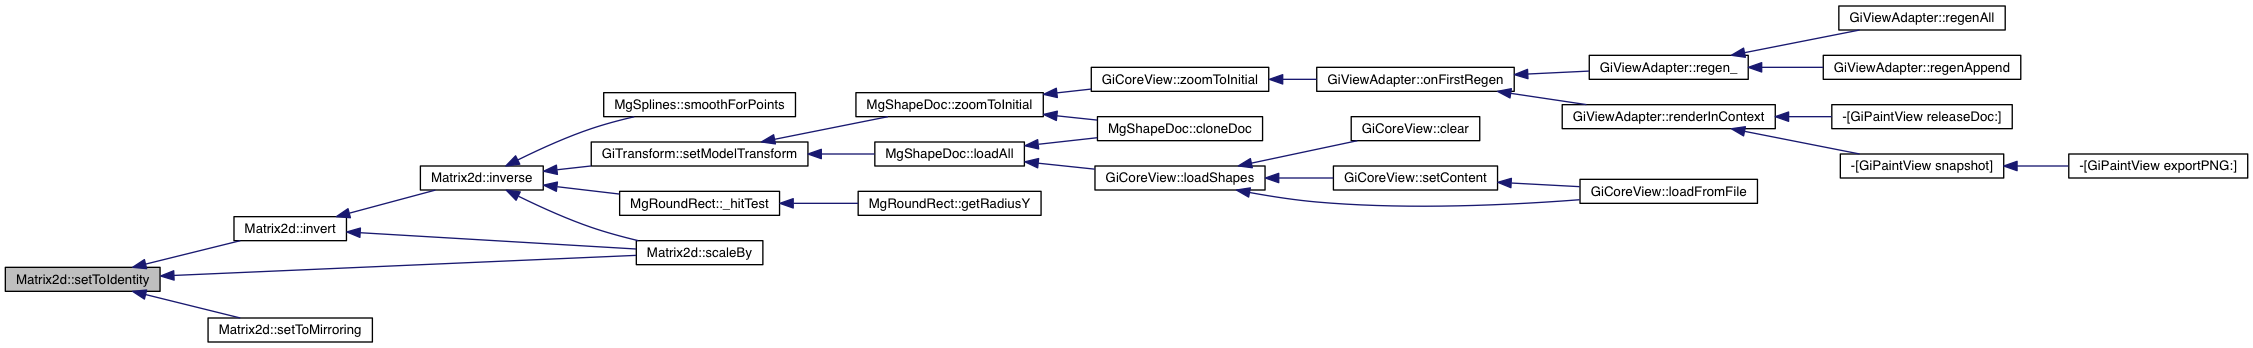 GiViewAdapter::regenAll
GiViewAdapter::regen_
GiViewAdapter::regenAppend
GiCoreView::zoomToInitial
GiViewAdapter::onFirstRegen
MgSplines::smoothForPoints
MgShapeDoc::zoomToInitial
GiViewAdapter::renderInContext
-[GiPaintView releaseDoc:]
MgShapeDoc::cloneDoc
GiCoreView::clear
GiTransform::setModelTransform
MgShapeDoc::loadAll
-[GiPaintView snapshot]
-[GiPaintView exportPNG:]
Matrix2d::inverse
GiCoreView::loadShapes
GiCoreView::setContent
GiCoreView::loadFromFile
MgRoundRect::_hitTest
MgRoundRect::getRadiusY
Matrix2d::invert
Matrix2d::scaleBy
Matrix2d::setToIdentity
Matrix2d::setToMirroring